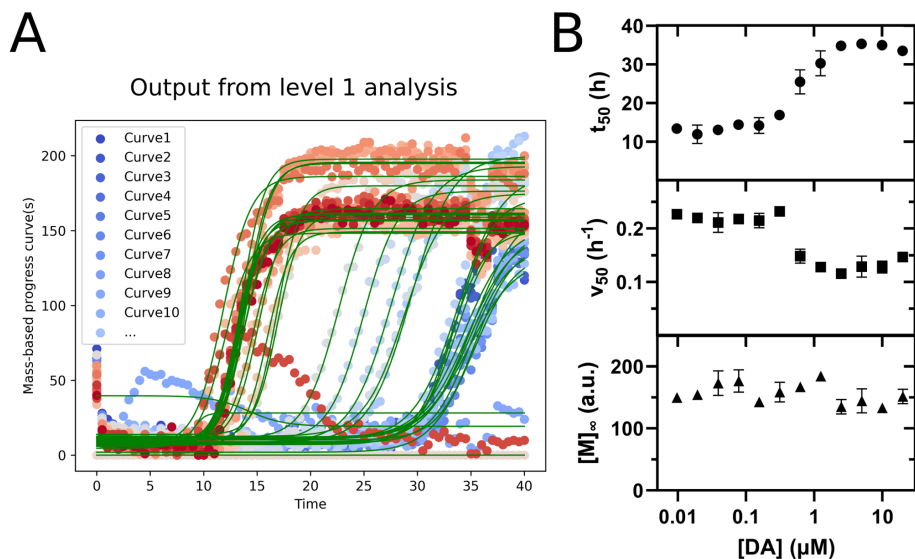 A
Output from level 1 analysis
Mass-based progress curve(s)
200
150
100
50
0
Curve1
Curve2
Curve3
Curve4
Curve5
Curve6
Curve7
Curve8
Curve9
Curve10
...
0 5 10 15 20 25 30 35 40
Time
B
t50 (h)
40
30
20
10
v50 (h⁻¹)
0.2
0.1
[M]∞ (a.u.)
200
150
100
0
0.01 0.1 1 10
[DA] (µM)